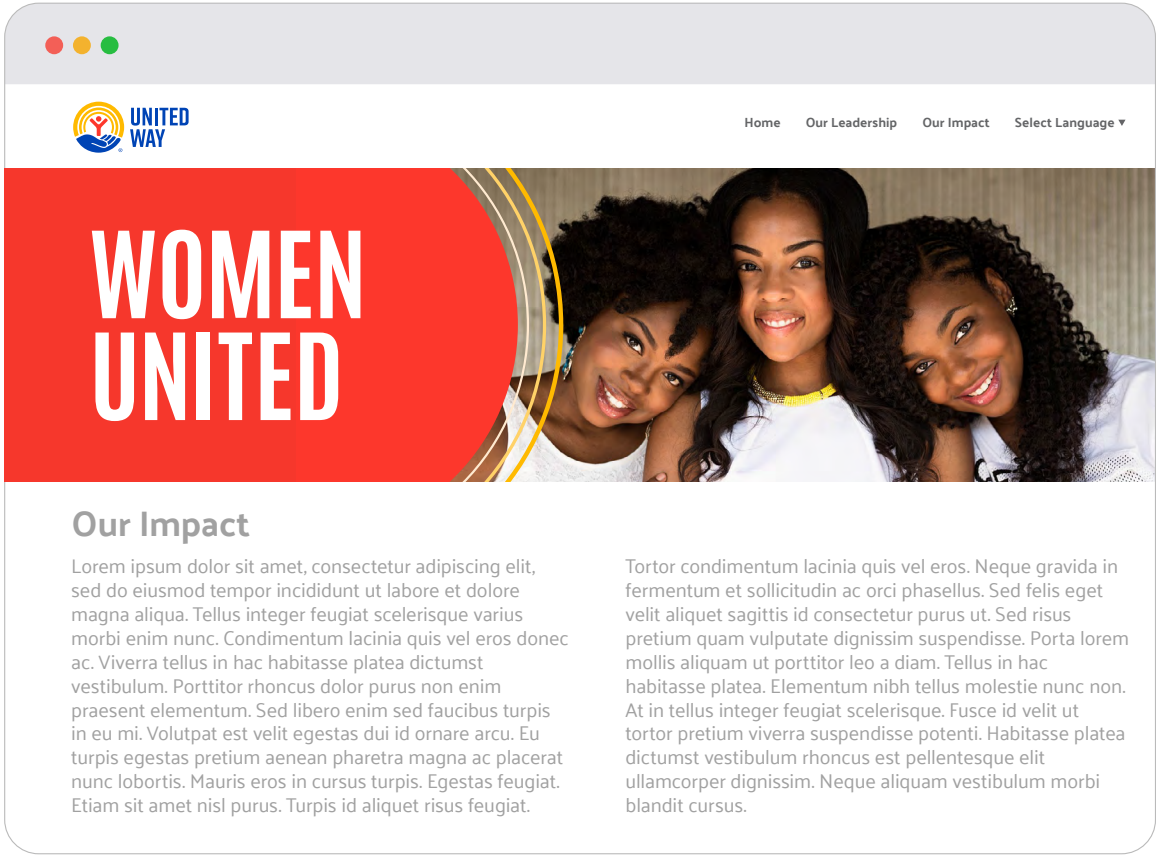 UNITED
WAY
Home
Our Leadership
Our Impact
Select Language ▼
WOMEN
UNITED
Our Impact
Lorem ipsum dolor sit amet, consectetur adipiscing elit,
sed do eiusmod tempor incididunt ut labore et dolore
magna aliqua. Tellus integer feugiat scelerisque varius
morbi enim nunc. Condimentum lacinia quis vel eros donec
ac. Viverra tellus in hac habitasse platea dictumst
vestibulum. Porttitor rhoncus dolor purus non enim
praesent elementum. Sed libero enim sed faucibus turpis
in eu mi. Volutpat est velit egestas dui id ornare arcu. Eu
turpis egestas pretium aenean pharetra magna ac placerat
nunc lobortis. Mauris eros in cursus turpis. Egestas feugiat.
Etiam sit amet nisl purus. Turpis id aliquet risus feugiat.
Tortor condimentum lacinia quis vel eros. Neque gravida in
fermentum et sollicitudin ac orci phasellus. Sed felis eget
velit aliquet sagittis id consectetur purus ut. Sed risus
pretium quam vulputate dignissim suspendisse. Porta lorem
mollis aliquam ut porttitor leo a diam. Tellus in hac
habitasse platea. Elementum nibh tellus molestie nunc non.
At in tellus integer feugiat scelerisque. Fusce id velit ut
tortor pretium viverra suspendisse potenti. Habitasse platea
dictumst vestibulum rhoncus est pellentesque elit
ullamcorper dignissim. Neque aliquam vestibulum morbi
blandit cursus.